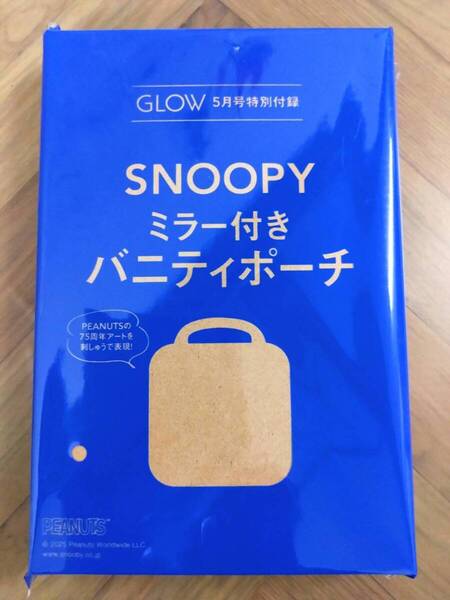 GLOW 5月号特別付録
SNOOPY
ミラー付き
バニティポーチ
PEANUTSの
75周年アートを
刺しゅうで表現!
PEANUTS™
© 2025 Peanuts Worldwide LLC
www.snoopy.co.jp